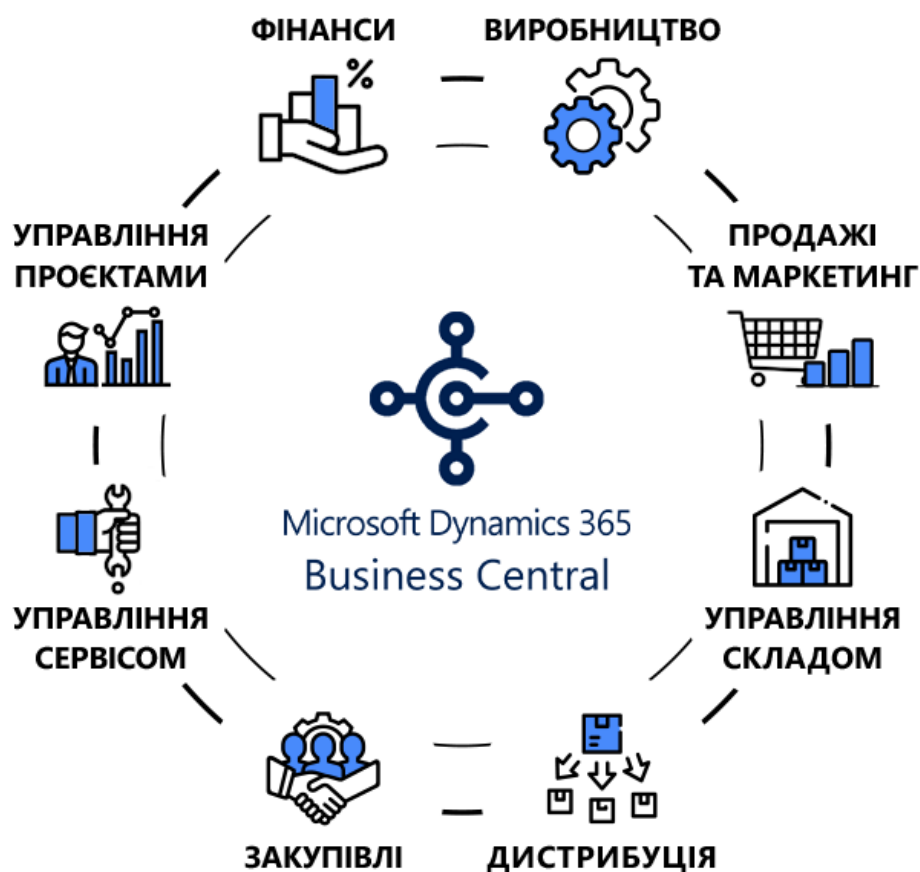 ФІНАНСИ
ВИРОБНИЦТВО
%
УПРАВЛІННЯ
ПРОЄКТАМИ
ПРОДАЖІ
ТА МАРКЕТИНГ
Microsoft Dynamics 365
Business Central
УПРАВЛІННЯ
СЕРВІСОМ
УПРАВЛІННЯ
СКЛАДОМ
ЗАКУПІВЛІ
ДИСТРИБУЦІЯ